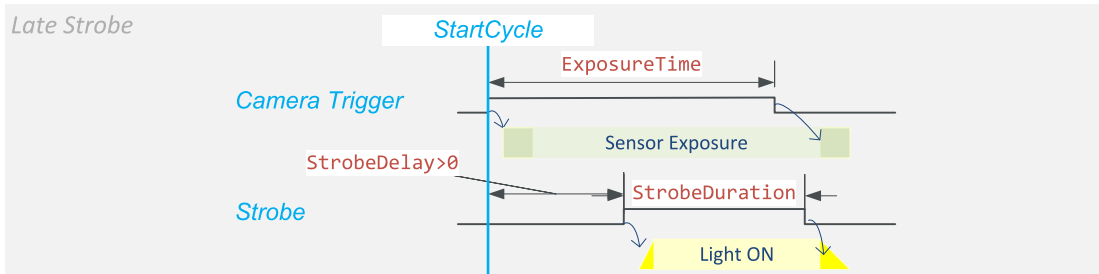 Late Strobe
StartCycle
ExposureTime
Camera Trigger
Sensor Exposure
StrobeDelay>0
StrobeDuration
Strobe
Light ON